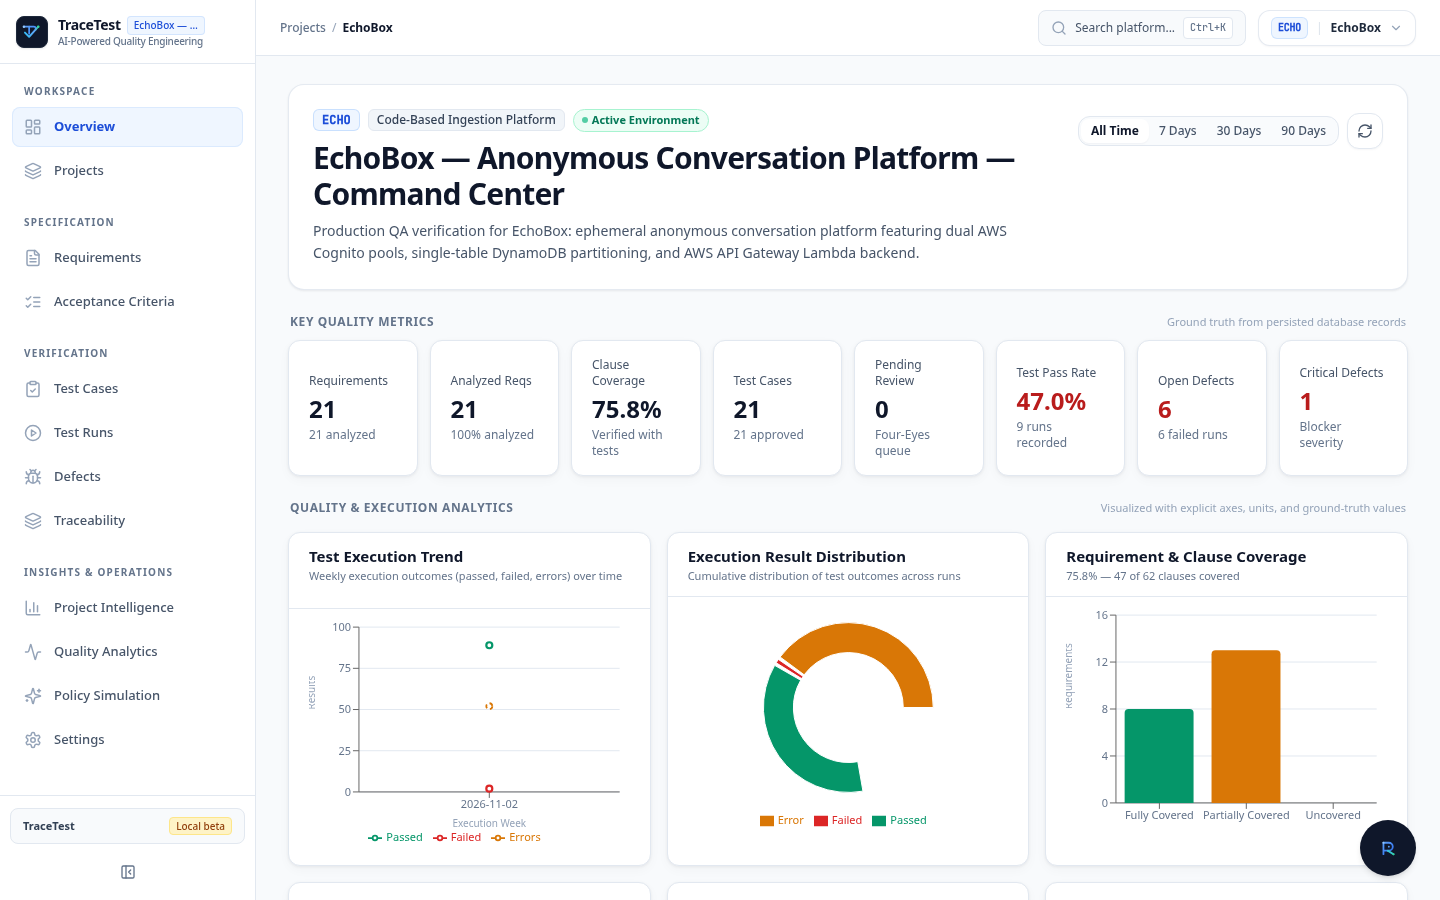 TraceTest
EchoBox — ...
AI-Powered Quality Engineering
WORKSPACE
Overview
Projects
SPECIFICATION
Requirements
Acceptance Criteria
VERIFICATION
Test Cases
Test Runs
Defects
Traceability
INSIGHTS & OPERATIONS
Project Intelligence
Quality Analytics
Policy Simulation
Settings
TraceTest
Local beta
Projects / EchoBox
Search platform...
Ctrl+K
ECHO
EchoBox
ECHO
Code-Based Ingestion Platform
Active Environment
All Time
7 Days
30 Days
90 Days
EchoBox — Anonymous Conversation Platform —
Command Center
Production QA verification for EchoBox: ephemeral anonymous conversation platform featuring dual AWS
Cognito pools, single-table DynamoDB partitioning, and AWS API Gateway Lambda backend.
KEY QUALITY METRICS
Ground truth from persisted database records
Requirements
21
21 analyzed
Analyzed Reqs
21
100% analyzed
Clause
Coverage
75.8%
Verified with
tests
Test Cases
21
21 approved
Pending
Review
0
Four-Eyes
queue
Test Pass Rate
47.0%
9 runs
recorded
Open Defects
6
6 failed runs
Critical Defects
1
Blocker
severity
QUALITY & EXECUTION ANALYTICS
Visualized with explicit axes, units, and ground-truth values
Test Execution Trend
Weekly execution outcomes (passed, failed, errors) over time
100
75
50
25
0
Results
2026-11-02
Execution Week
Passed
Failed
Errors
Execution Result Distribution
Cumulative distribution of test outcomes across runs
Error
Failed
Passed
Requirement & Clause Coverage
75.8% — 47 of 62 clauses covered
16
12
8
4
0
Requirements
Fully Covered
Partially Covered
Uncovered